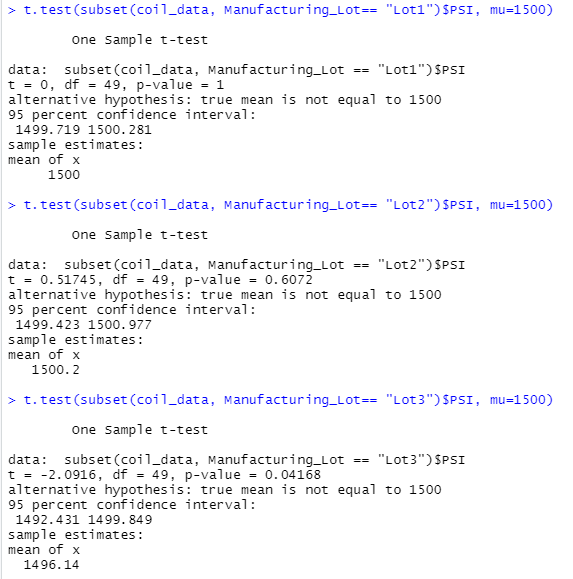 > t.test(subset(coil_data, Manufacturing_Lot== "Lot1")$PSI, mu=1500)
One Sample t-test
data:  subset(coil_data, Manufacturing_Lot == "Lot1")$PSI
t = 0, df = 49, p-value = 1
alternative hypothesis: true mean is not equal to 1500
95 percent confidence interval:
1499.719 1500.281
sample estimates:
mean of x
1500
> t.test(subset(coil_data, Manufacturing_Lot== "Lot2")$PSI, mu=1500)
One Sample t-test
data:  subset(coil_data, Manufacturing_Lot == "Lot2")$PSI
t = 0.51745, df = 49, p-value = 0.6072
alternative hypothesis: true mean is not equal to 1500
95 percent confidence interval:
1499.423 1500.977
sample estimates:
mean of x
1500.2
> t.test(subset(coil_data, Manufacturing_Lot== "Lot3")$PSI, mu=1500)
One Sample t-test
data:  subset(coil_data, Manufacturing_Lot == "Lot3")$PSI
t = -2.0916, df = 49, p-value = 0.04168
alternative hypothesis: true mean is not equal to 1500
95 percent confidence interval:
1492.431 1499.849
sample estimates:
mean of x
1496.14